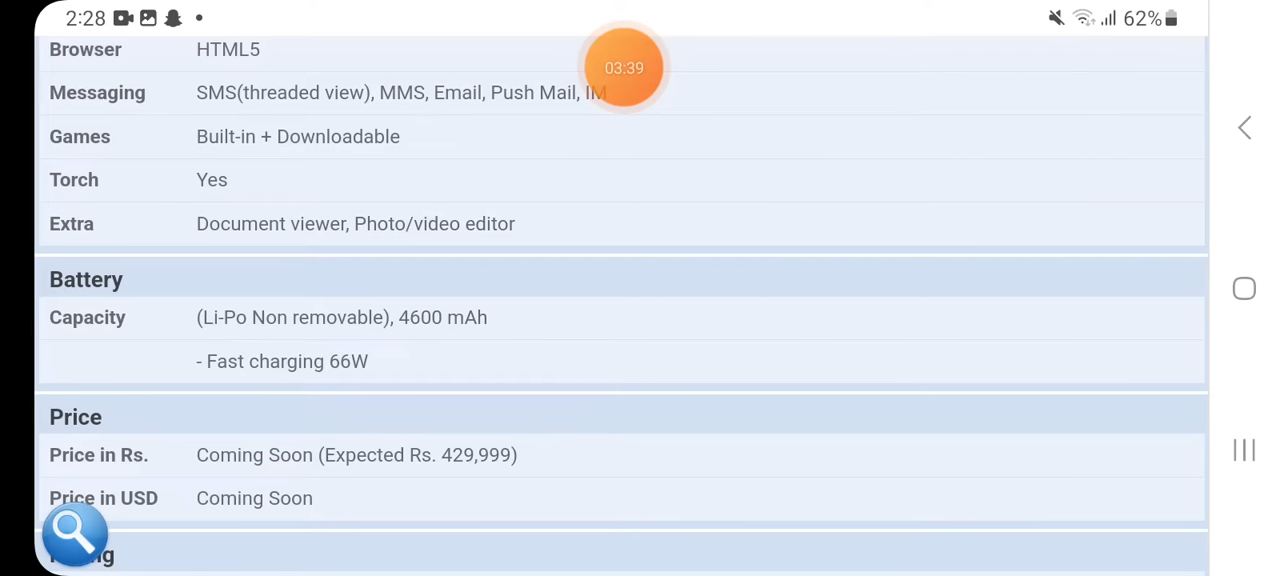 2:28
62%
03:39
Browser HTML5
Messaging SMS(threaded view), MMS, Email, Push Mail, IM
Games Built-in + Downloadable
Torch Yes
Extra Document viewer, Photo/video editor
Battery
Capacity (Li-Po Non removable), 4600 mAh
- Fast charging 66W
Price
Price in Rs. Coming Soon (Expected Rs. 429,999)
Price in USD Coming Soon